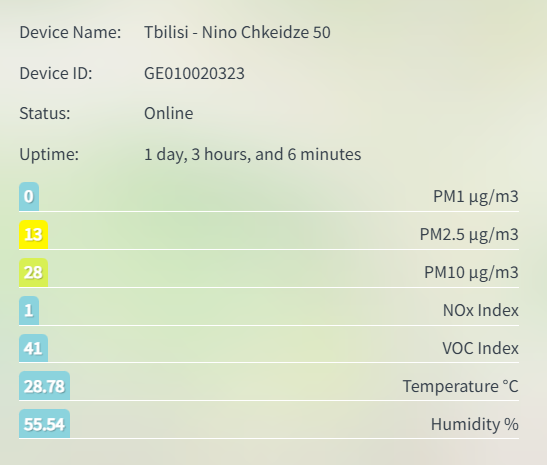 Device Name: Tbilisi - Nino Chkeidze 50
Device ID: GE010020323
Status: Online
Uptime: 1 day, 3 hours, and 6 minutes
0 PM1 μg/m3
13 PM2.5 μg/m3
28 PM10 μg/m3
1 NOx Index
41 VOC Index
28.78 Temperature °C
55.54 Humidity %